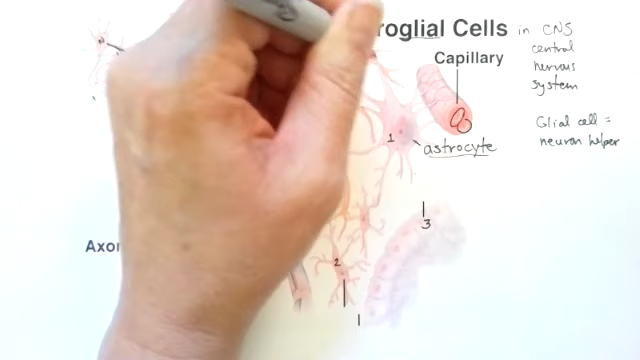 roglial Cells in CNS
central
nervous
system
Capillary
Glial cell =
neuron helper
1
astrocyte
3
Axon
2